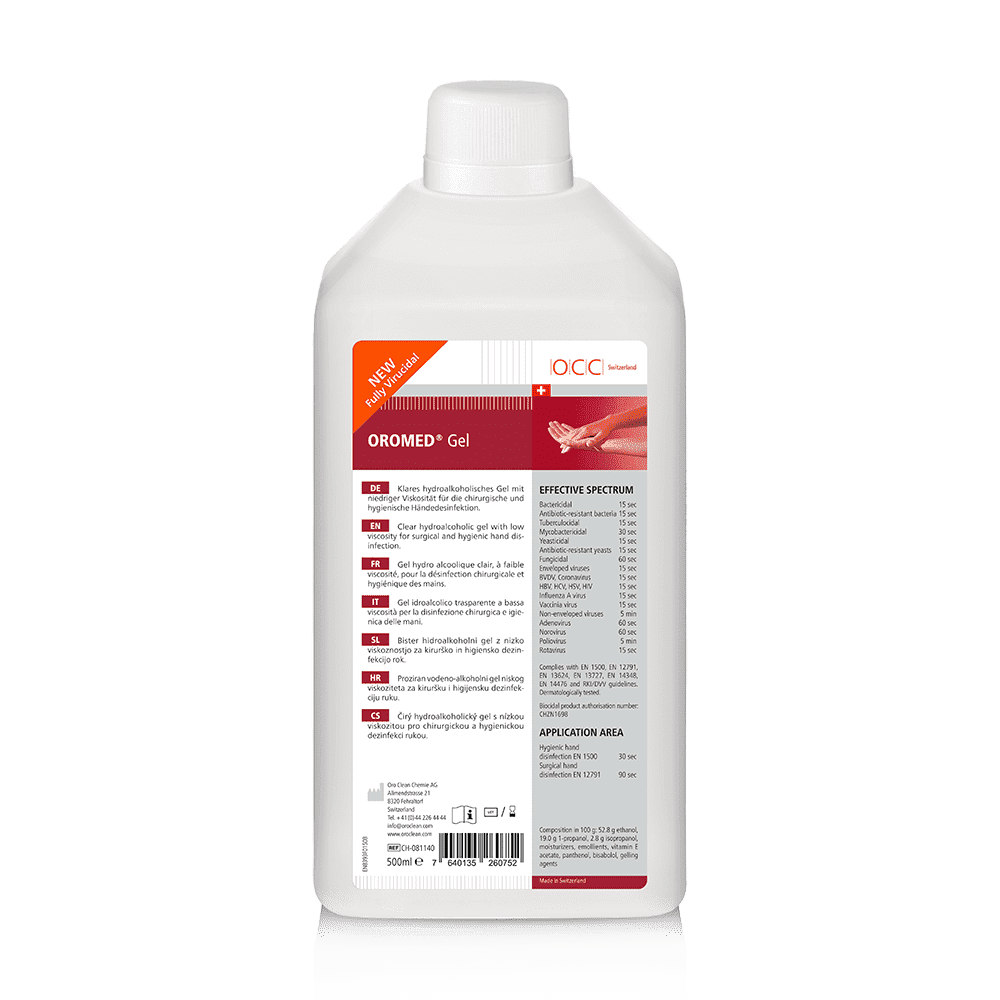 NEW
Fully Virucidal
|O|C|C| Switzerland
OROMED® Gel
DE Klares hydroalkoholisches Gel mit
niedriger Viskosität für die chirurgische und
hygienische Händedesinfektion.
EN Clear hydroalcoholic gel with low
viscosity for surgical and hygienic hand dis-
infection.
FR Gel hydro alcoolique clair, à faible
viscosité, pour la désinfection chirurgicale et
hygiénique des mains.
IT Gel idroalcolico trasparente a bassa
viscosità per la disinfezione chirurgica e igie-
nica delle mani.
SL Bister hidroalkoholni gel z nizko
viskoznostjo za kirurško in higiensko dezin-
fekcijo rok.
HR Proziran vodeno-alkoholni gel niskog
viskoziteta za kiruršku i higijensku dezinfek-
ciju ruku.
CS Čirý hydroalkoholický gel s nízkou
viskozitou pro chirurgickou a hygienickou
dezinfekci rukou.
Oro Clean Chemie AG
Allmendstrasse 21
8320 Fehraltorf
Switzerland
Tel. +41(0)44 226 44 44
info@oroclean.com
www.oroclean.com
REF CH-081140
500ml ℮ 7 640135 260752
EFFECTIVE SPECTRUM
Bactericidal 15 sec
Antibiotic-resistant bacteria 15 sec
Tuberculocidal 15 sec
Mycobactericidal 30 sec
Yeasticidal 15 sec
Antibiotic-resistant yeasts 15 sec
Fungicidal 60 sec
Enveloped viruses 15 sec
BVDV, Coronavirus 15 sec
HBV, HCV, HSV, HIV 15 sec
Influenza A virus 15 sec
Vaccinia virus 15 sec
Non-enveloped viruses 5 min
Adenovirus 60 sec
Norovirus 60 sec
Poliovirus 5 min
Rotavirus 15 sec
Complies with EN 1500, EN 12791,
EN 13624, EN 13727, EN 14348,
EN 14476 and RKI/DVV guidelines.
Dermatologically tested.
Biocidal product authorisation number:
CHZN1698
APPLICATION AREA
Hygienic hand
disinfection EN 1500 30 sec
Surgical hand
disinfection EN 12791 90 sec
Composition in 100 g: 52.8 g ethanol,
19.0 g 1-propanol, 2.8 g isopropanol,
moisturizers, emollients, vitamin E
acetate, panthenol, bisabolol, gelling
agents
Made in Switzerland